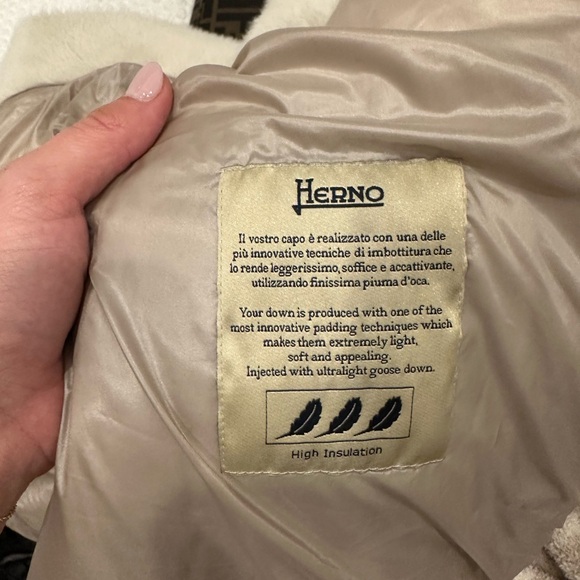 HERNO
Il vostro capo è realizzato con una delle
più innovative tecniche di imbottitura che
lo rende leggerissimo, soffice e accattivante,
utilizzando finissima piuma d'oca.
Your down is produced with one of the
most innovative padding techniques which
makes them extremely light,
soft and appealing.
Injected with ultralight goose down.
High Insulation